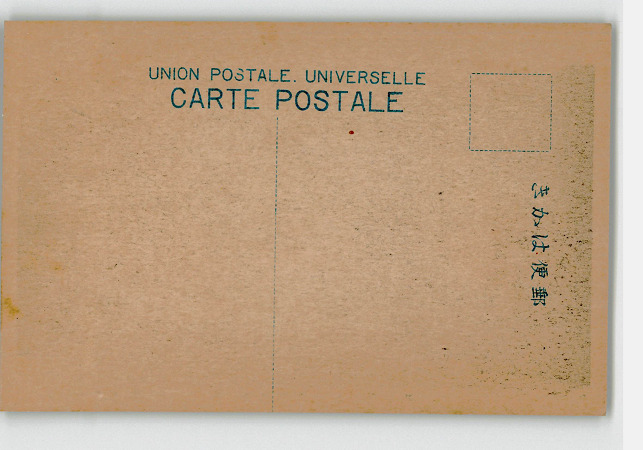 UNION POSTALE. UNIVERSELLE
CARTE POSTALE
郵便はかき